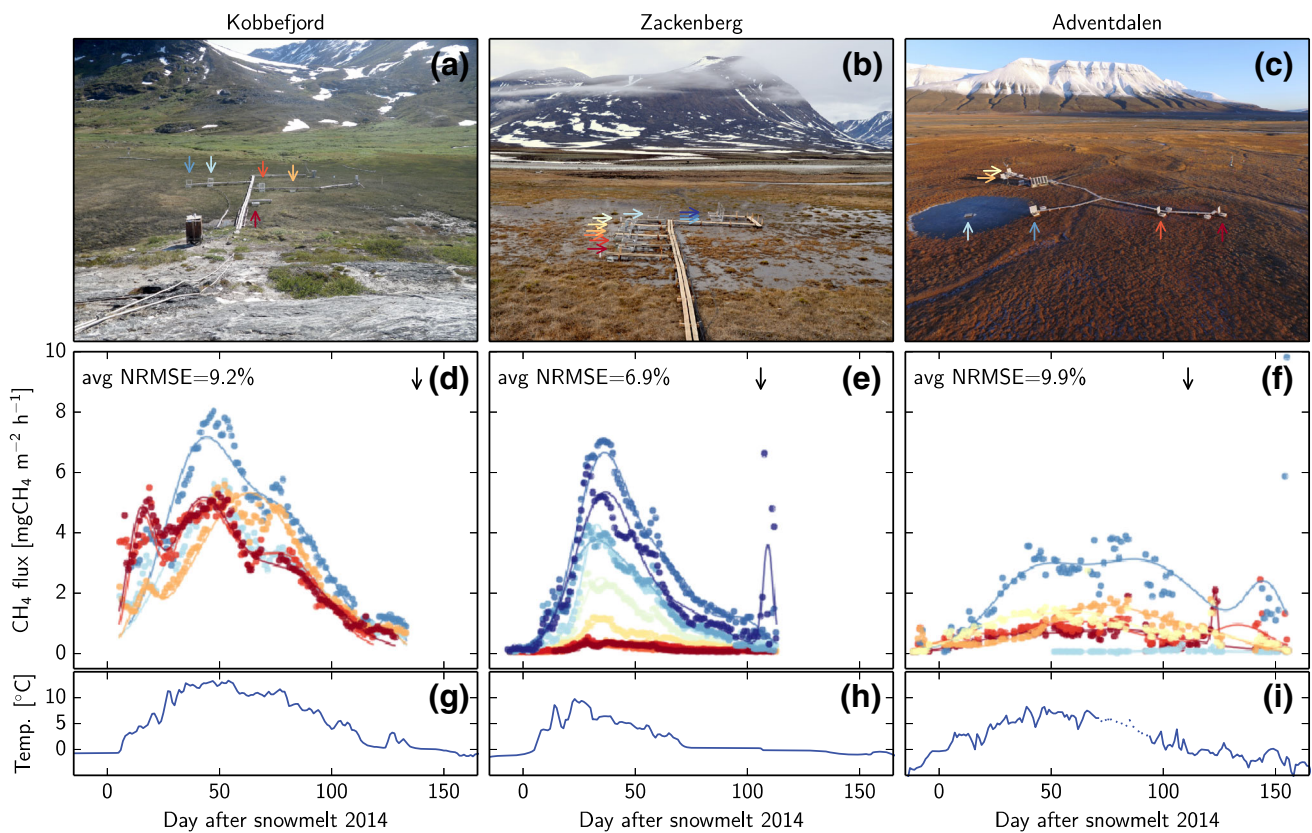 Kobbefjord Zackenberg Adventdalen
(a) (b) (c)
10
avg NRMSE=9.2% (d) avg NRMSE=6.9% (e) avg NRMSE=9.9% (f)
8
6
4
2
0
CH₄ flux [mgCH₄ m⁻² h⁻¹]
(g) (h) (i)
10
5
0
Temp. [°C]
0 50 100 150 0 50 100 150 0 50 100 150
Day after snowmelt 2014 Day after snowmelt 2014 Day after snowmelt 2014